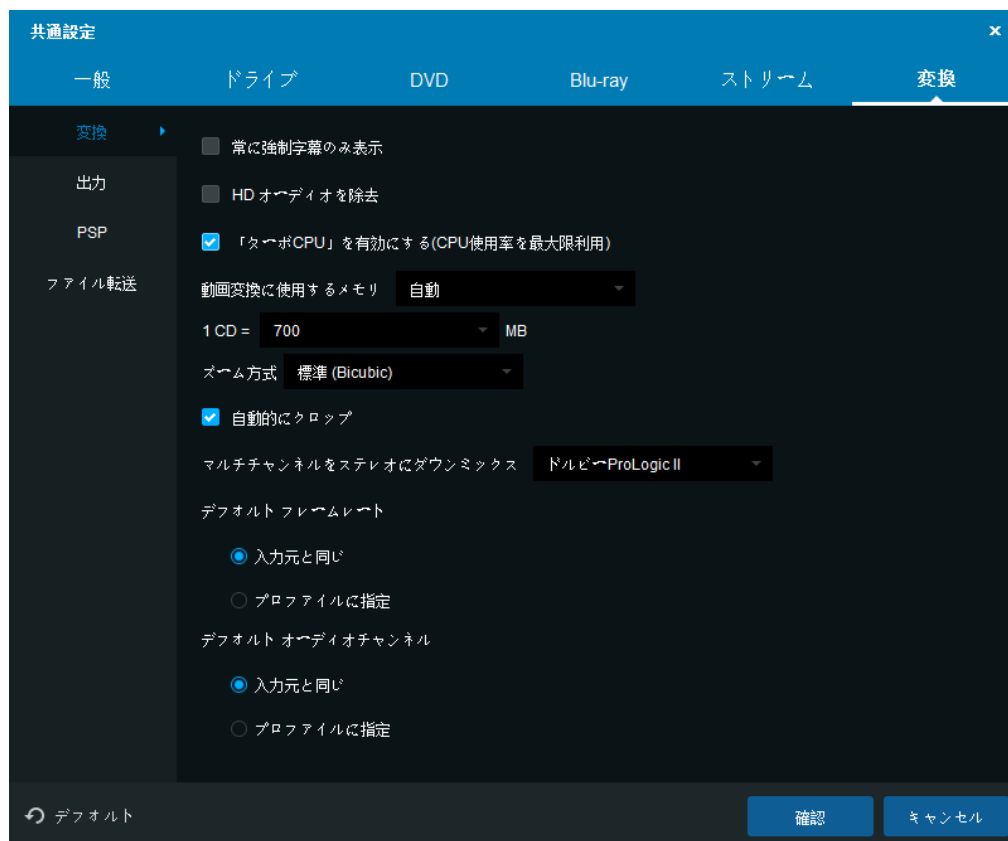 共通設定
一般 ドライブ DVD Blu-ray ストリーム 変換
変換
出力
PSP
ファイル転送
常に強制字幕のみ表示
HD オーディオを除去
「ターボCPU」を有効にする(CPU使用率を最大限利用)
動画変換に使用するメモリ 自動
1 CD = 700 MB
ズーム方式 標準 (Bicubic)
自動的にクロップ
マルチチャンネルをステレオにダウンミックス ドルビーProLogic II
デフォルト フレームレート
入力元と同じ
プロファイルに指定
デフォルト オーディオチャンネル
入力元と同じ
プロファイルに指定
デフォルト 確認 キャンセル